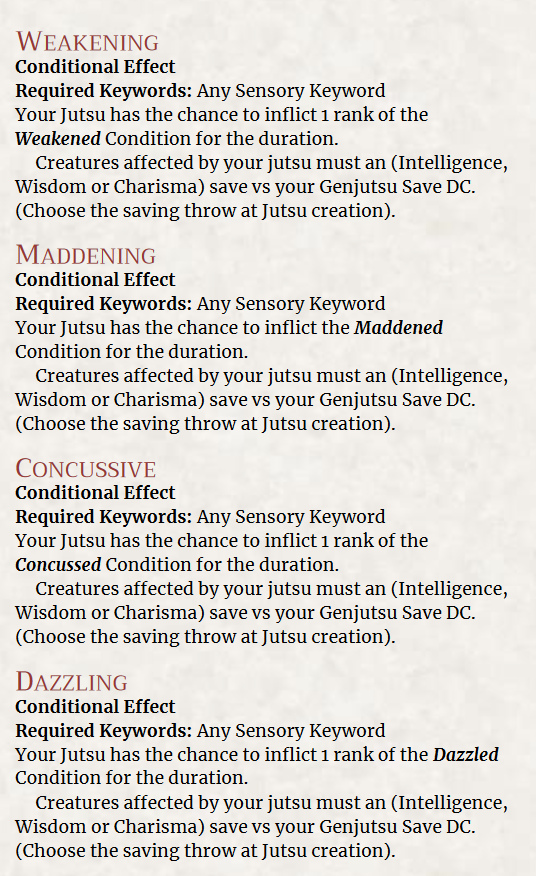 WEAKENING
Conditional Effect
Required Keywords: Any Sensory Keyword
Your Jutsu has the chance to inflict 1 rank of the
Weakened Condition for the duration.
Creatures affected by your jutsu must an (Intelligence,
Wisdom or Charisma) save vs your Genjutsu Save DC.
(Choose the saving throw at Jutsu creation).
MADDENING
Conditional Effect
Required Keywords: Any Sensory Keyword
Your Jutsu has the chance to inflict the Maddened
Condition for the duration.
Creatures affected by your jutsu must an (Intelligence,
Wisdom or Charisma) save vs your Genjutsu Save DC.
(Choose the saving throw at Jutsu creation).
CONCUSSIVE
Conditional Effect
Required Keywords: Any Sensory Keyword
Your Jutsu has the chance to inflict 1 rank of the
Concussed Condition for the duration.
Creatures affected by your jutsu must an (Intelligence,
Wisdom or Charisma) save vs your Genjutsu Save DC.
(Choose the saving throw at Jutsu creation).
DAZZLING
Conditional Effect
Required Keywords: Any Sensory Keyword
Your Jutsu has the chance to inflict 1 rank of the Dazzled
Condition for the duration.
Creatures affected by your jutsu must an (Intelligence,
Wisdom or Charisma) save vs your Genjutsu Save DC.
(Choose the saving throw at Jutsu creation).